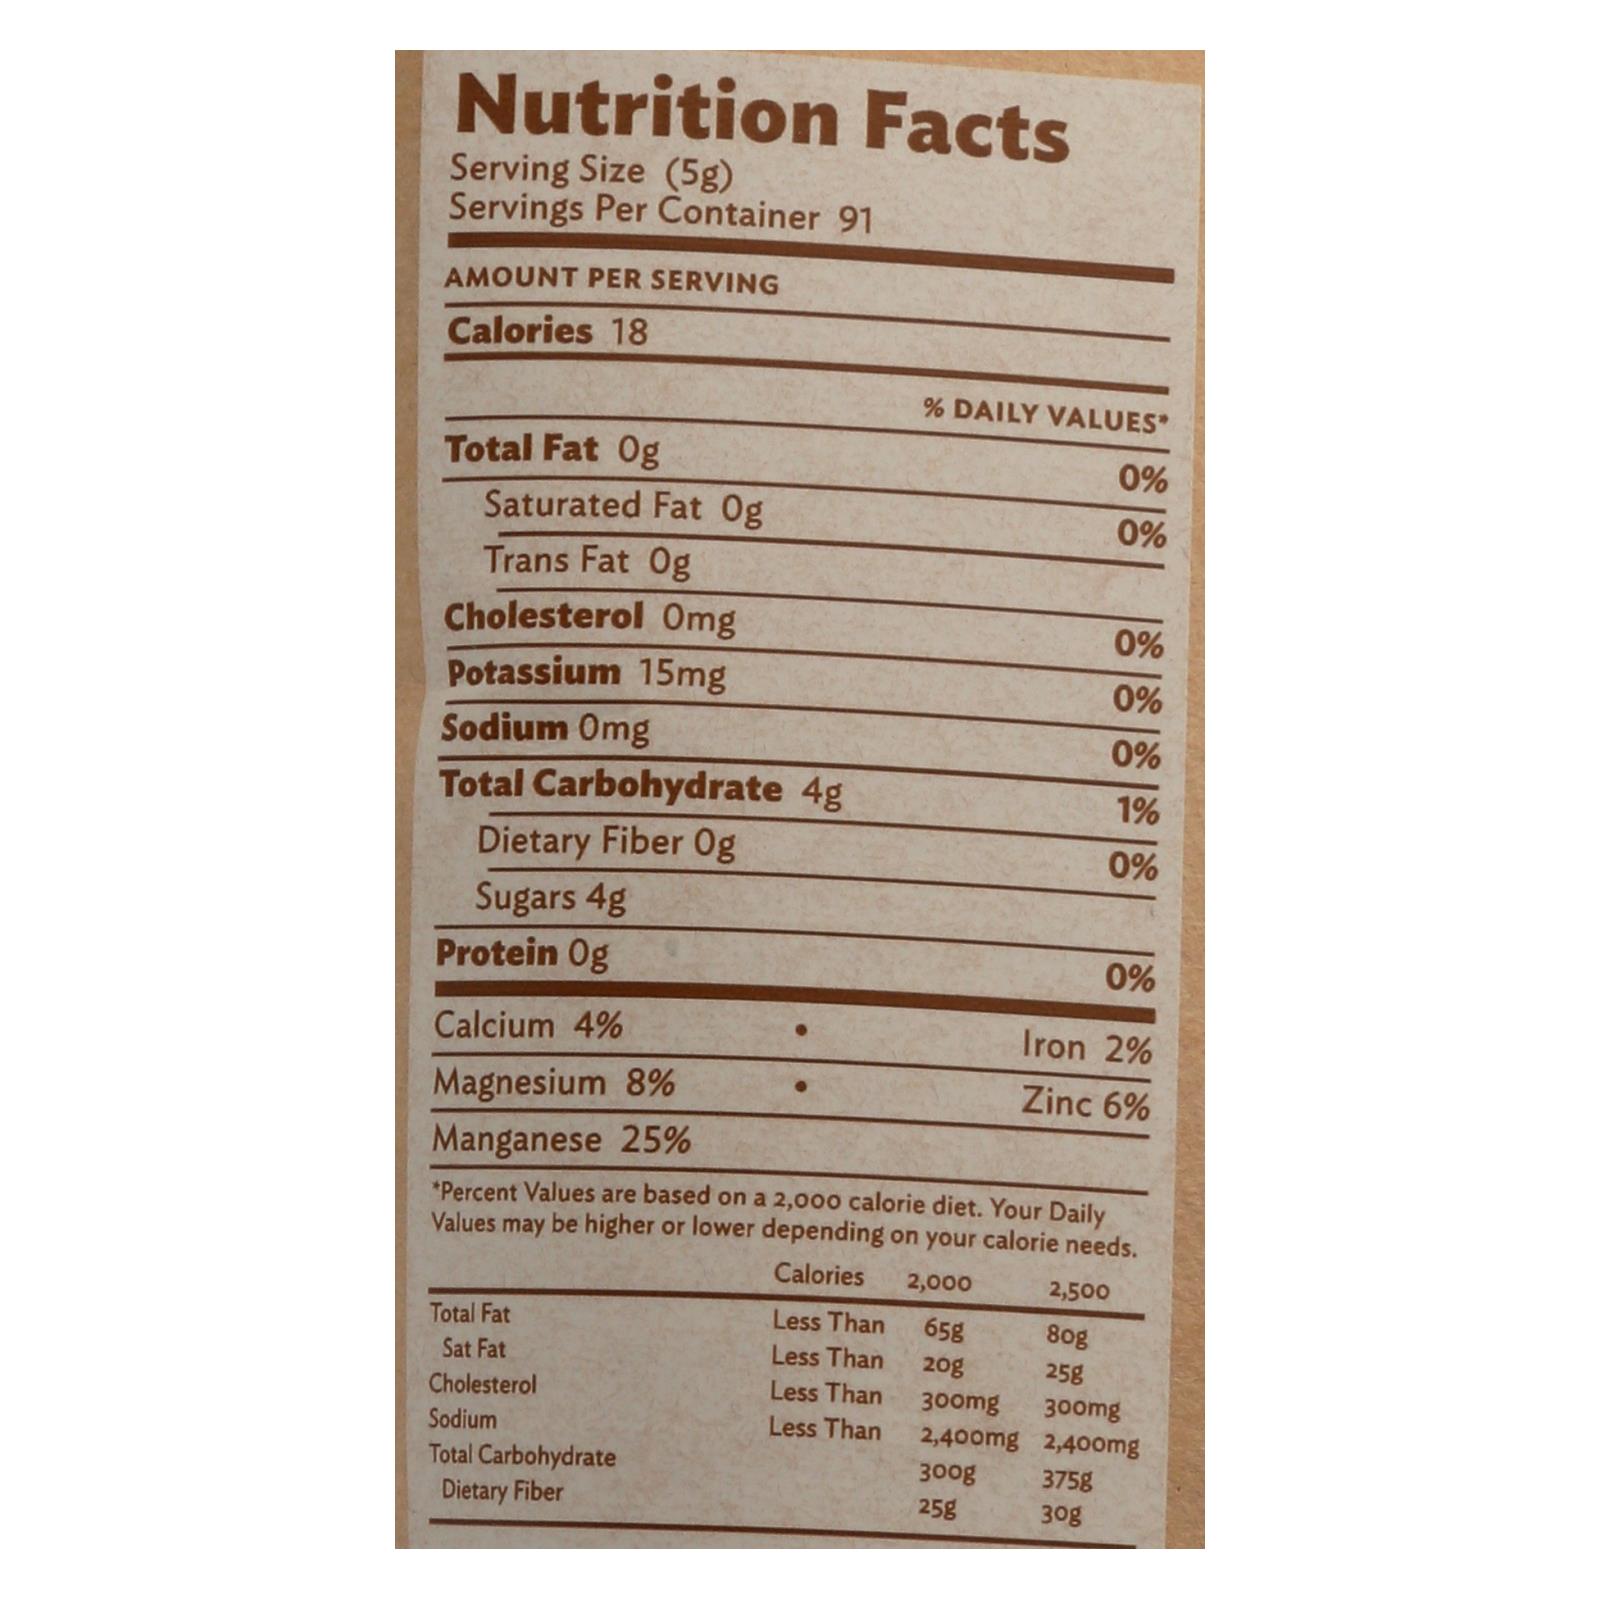 Nutrition Facts
Serving Size (5g)
Servings Per Container 91
AMOUNT PER SERVING
Calories 18
% DAILY VALUES*
Total Fat 0g 0%
Saturated Fat 0g 0%
Trans Fat 0g
Cholesterol 0mg 0%
Potassium 15mg 0%
Sodium 0mg 0%
Total Carbohydrate 4g 1%
Dietary Fiber 0g 0%
Sugars 4g
Protein 0g 0%
Calcium 4% • Iron 2%
Magnesium 8% • Zinc 6%
Manganese 25%
*Percent Values are based on a 2,000 calorie diet. Your Daily
Values may be higher or lower depending on your calorie needs.
Calories 2,000 2,500
Total Fat Less Than 65g 80g
Sat Fat Less Than 20g 25g
Cholesterol Less Than 300mg 300mg
Sodium Less Than 2,400mg 2,400mg
Total Carbohydrate 300g 375g
Dietary Fiber 25g 30g